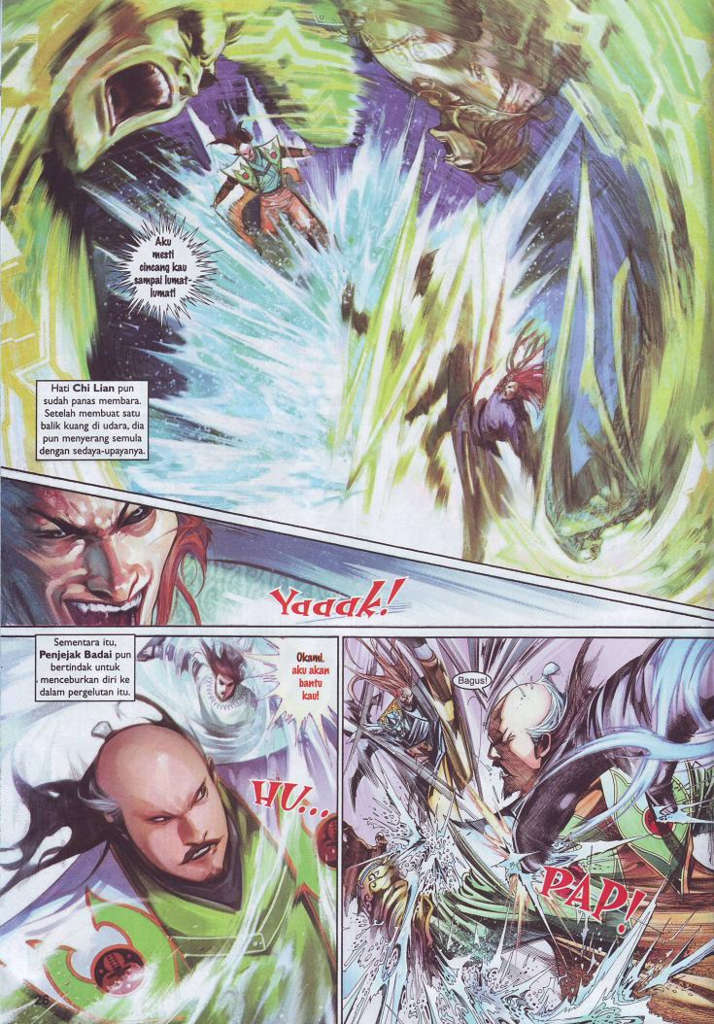 Aku
mesti
cincang kau
sampai lumat-
lumat!
Hati Chi Lian pun
sudah panas membara.
Setelah membuat satu
balik kuang di udara, dia
pun menyerang semula
dengan sedaya-upayanya.
Yaaak!
Sementara itu,
Penjejak Badai pun
bertindak untuk
menceburkan diri ke
dalam pergelutan itu.
Okami,
aku akan
bantu
kau!
HU...
Bagus!
PAP!
28